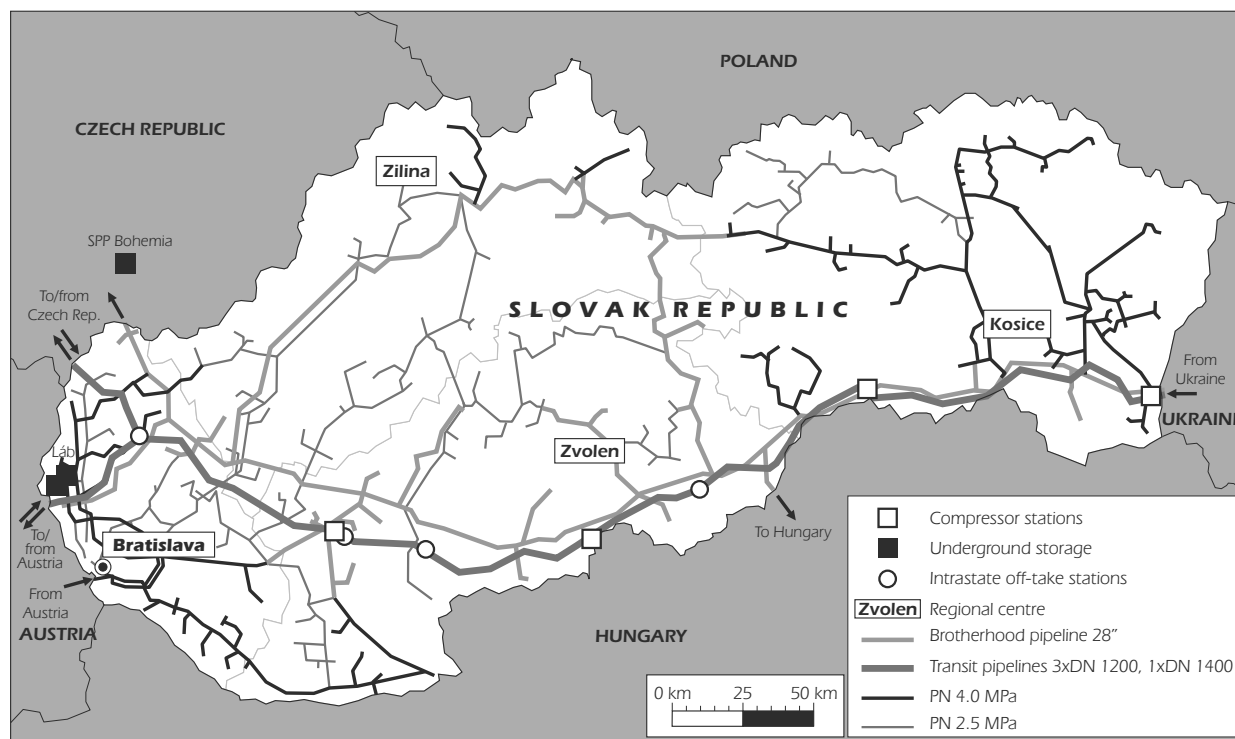 POLAND
CZECH REPUBLIC
Zilina
SPP Bohemia
To/from
Czech Rep.
SLOVAK REPUBLIC
Kosice
From
Ukraine
UKRAINE
Láb
Zvolen
To/
from
Austria
Bratislava
To Hungary
From
Austria
AUSTRIA
HUNGARY
0 km 25 50 km
Compressor stations
Underground storage
Intrastate off-take stations
Zvolen Regional centre
Brotherhood pipeline 28”
Transit pipelines 3xDN 1200, 1xDN 1400
PN 4.0 MPa
PN 2.5 MPa